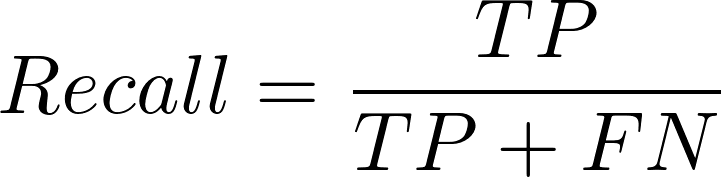 Recall = TP / TP + FN